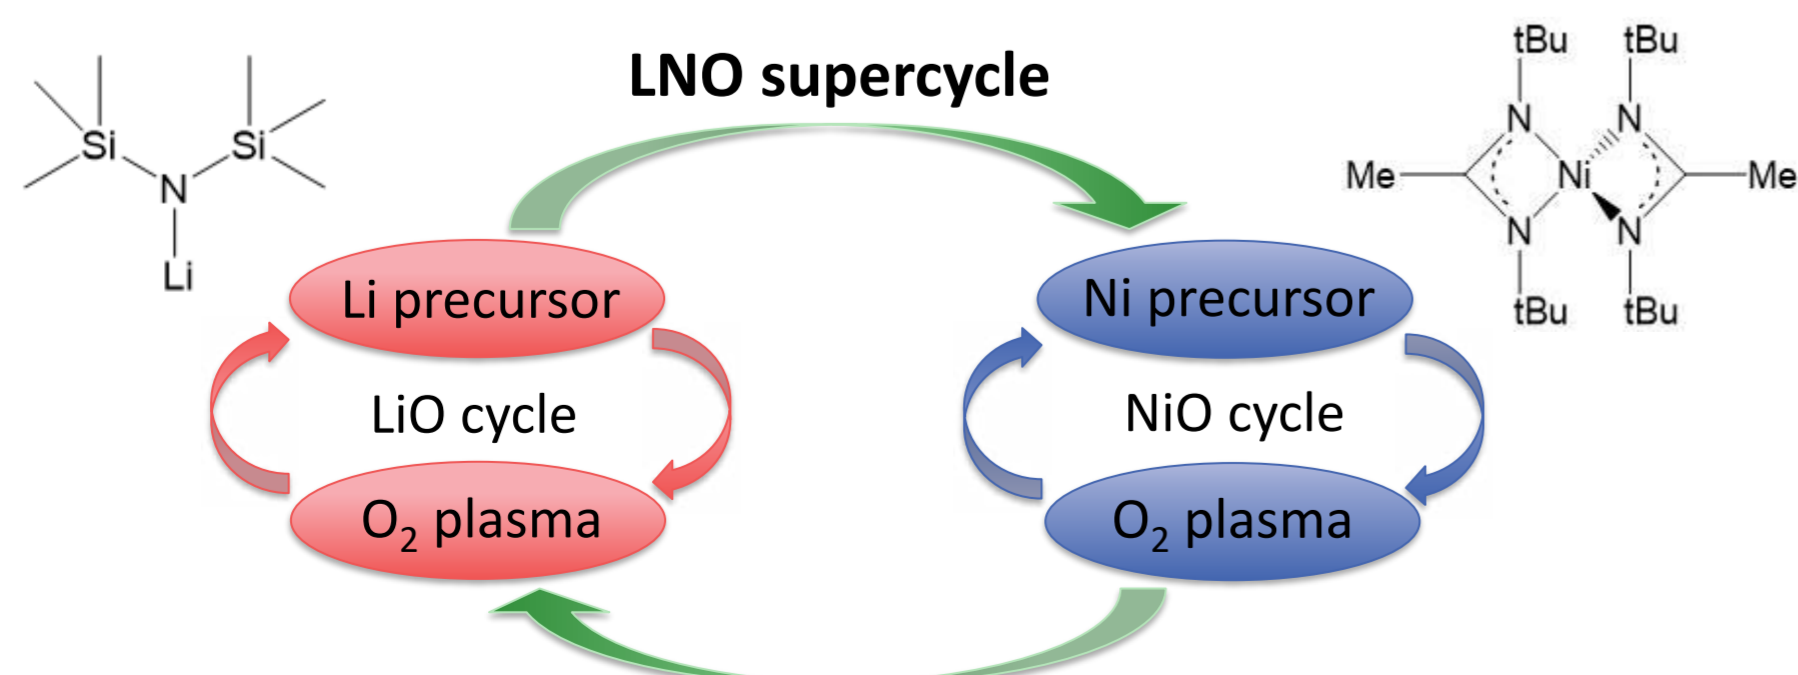 LNO supercycle
Si
Si
N
Li
tBu
tBu
N
N
Me
Ni
Me
N
N
tBu
tBu
Li precursor
LiO cycle
O₂ plasma
Ni precursor
NiO cycle
O₂ plasma